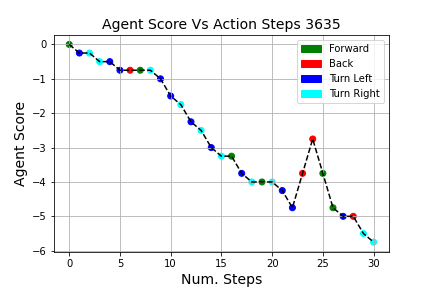 Agent Score Vs Action Steps 3635
Forward
Back
Turn Left
Turn Right
Agent Score
0
−1
−2
−3
−4
−5
−6
0 5 10 15 20 25 30
Num. Steps